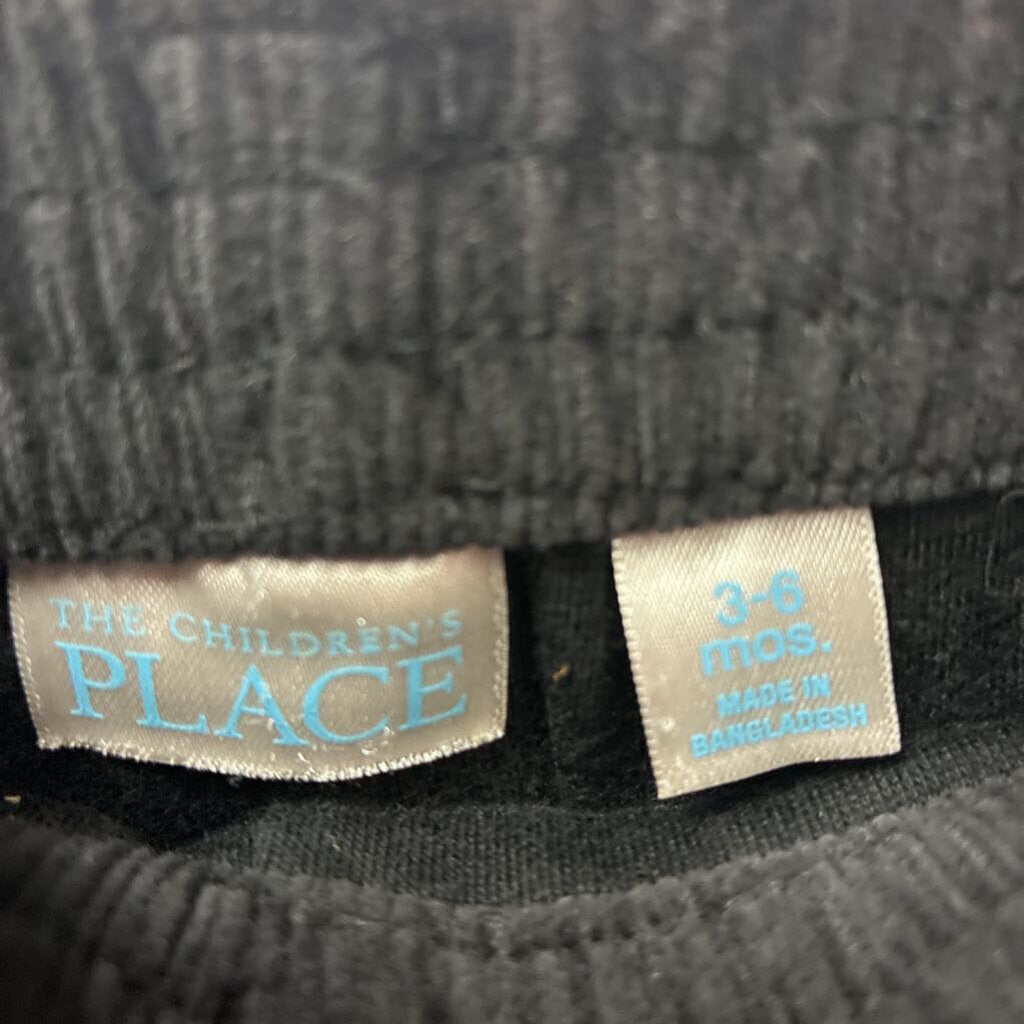 THE CHILDREN'S
PLACE
3-6
mos.
MADE IN
BANGLADESH